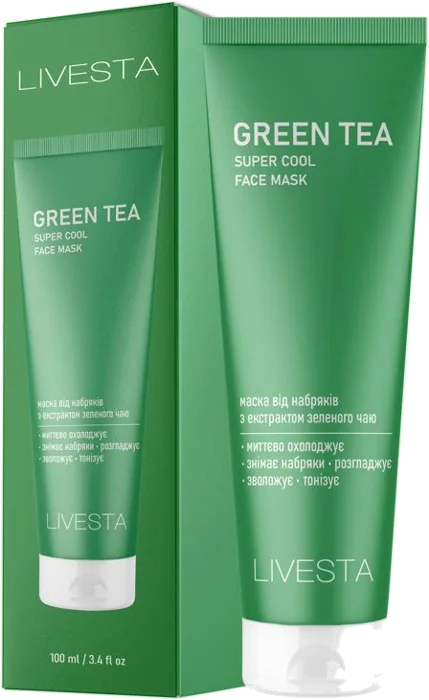 LIVESTA
GREEN TEA
SUPER COOL
FACE MASK
маска від набряків
з екстрактом зеленого чаю
· миттєво охолоджує
· знімає набряки · розгладжує
· зволожує · тонізує
LIVESTA
100 ml / 3.4 fl oz
GREEN TEA
SUPER COOL
FACE MASK
маска від набряків
з екстрактом зеленого чаю
· миттєво охолоджує
· знімає набряки · розгладжує
· зволожує · тонізує
LIVESTA